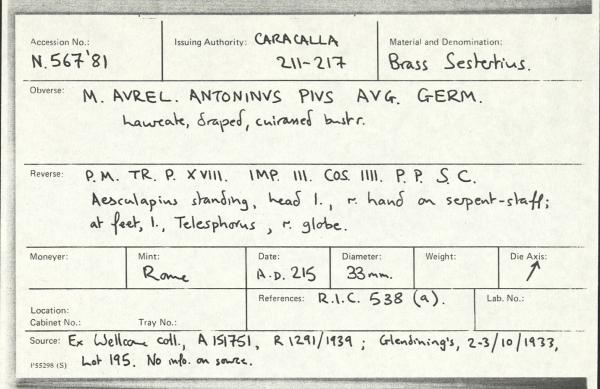 Accession No.: Issuing Authority: CARACALLA Material and Denomination:
N.567'81 211-217 Brass Sestertius.
Obverse: M. AVREL. ANTONINVS PIVS AVG. GERM.
Laureate, draped, cuirassed bust r.
Reverse: P.M. TR. P. XVIII. IMP. III. COS. IIII. P. P. S. C.
Aesculapius standing, head l., r. hand on serpent-staff;
at feet, l., Telesphorus, r. globe.
Moneyer: Mint: Date: Diameter: Weight: Die Axis:
Rome A.D. 215 33mm. ↗
Location: References: R.I.C. 538 (a). Lab. No.:
Cabinet No.: Tray No.:
Source: Ex Wellcome coll., A 151751, R 1291/1939; Glendining's, 2-3/10/1933,
1*55298 (S) Lot 195. No info. on source.